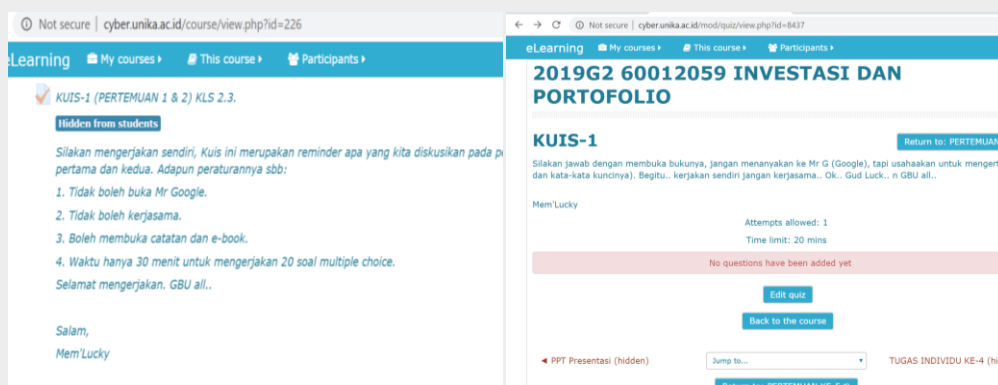 Not secure | cyber.unika.ac.id/course/view.php?id=226
eLearning My courses This course Participants
KUIS-1 (PERTEMUAN 1 & 2) KLS 2.3.
Hidden from students
Silakan mengerjakan sendiri, Kuis ini merupakan reminder apa yang kita diskusikan pada
pertama dan kedua. Adapun peraturannya sbb:
1. Tidak boleh buka Mr Google.
2. Tidak boleh kerjasama.
3. Boleh membuka catatan dan e-book.
4. Waktu hanya 30 menit untuk mengerjakan 20 soal multiple choice.
Selamat mengerjakan. GBU all..
Salam,
Mem'Lucky
Not secure | cyber.unika.ac.id/mod/quiz/view.php?id=8437
eLearning My courses This course Participants
2019G2 60012059 INVESTASI DAN
PORTOFOLIO
KUIS-1
Return to: PERTEMUAN
Silakan jawab dengan membuka bukunya, jangan menanyakan ke Mr G (Google), tapi usahaakan untuk
dan kata-kata kuncinya). Begitu.. kerjakan sendiri jangan kerjasama.. Ok.. Gud Luck.. n GBU all..
Mem'Lucky
Attempts allowed: 1
Time limit: 20 mins
No questions have been added yet
Edit quiz
Back to the course
◄ PPT Presentasi (hidden)
Jump to...
TUGAS INDIVIDU KE-4